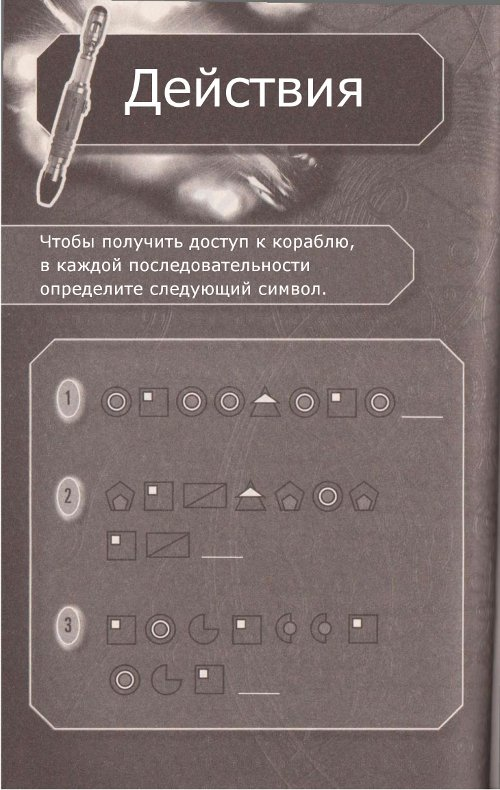 Действия
Чтобы получить доступ к кораблю,
в каждой последовательности
определите следующий символ.
1
2
3